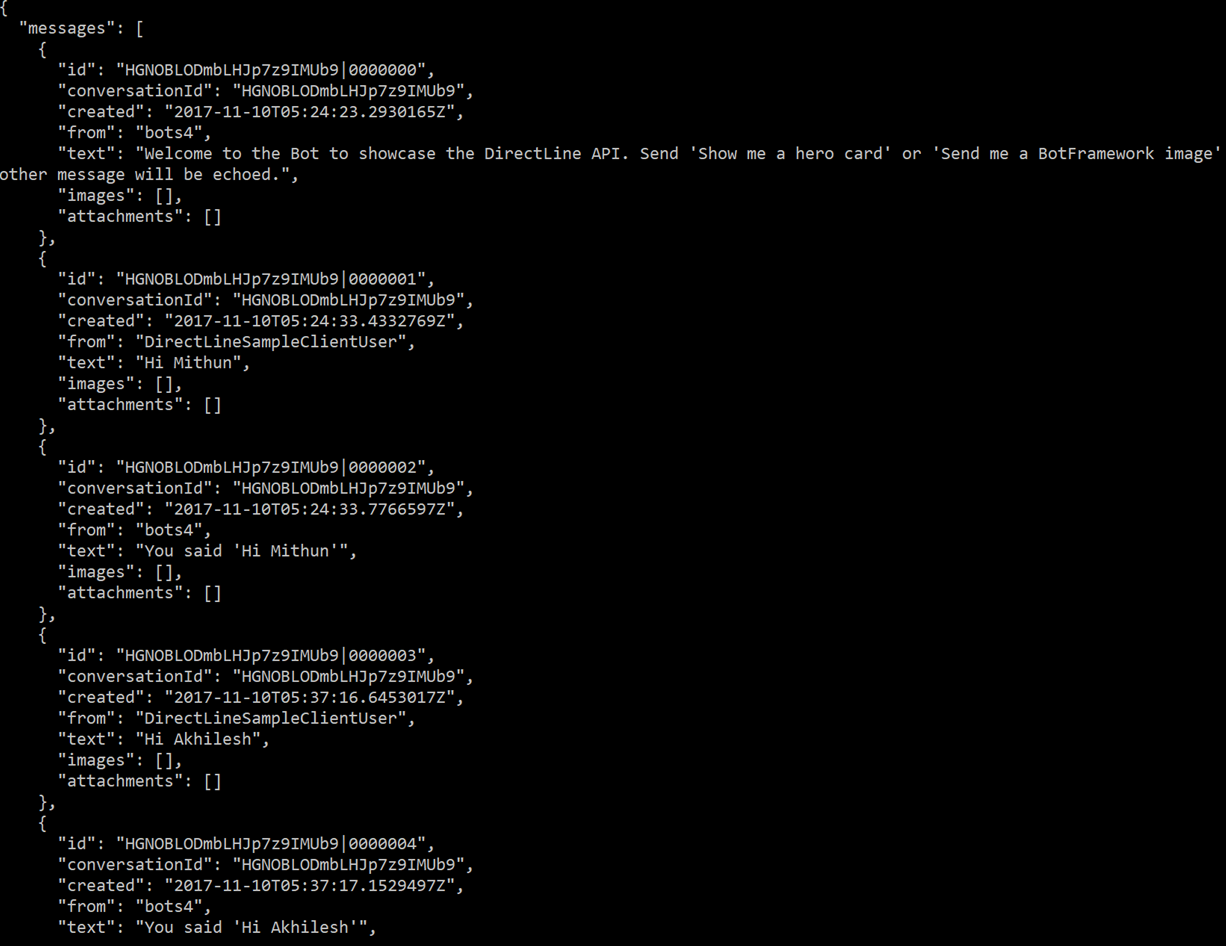 {
  "messages": [
    {
      "id": "HGNOBLODmbLHJp7z9IMUb9|0000000",
      "conversationId": "HGNOBLODmbLHJp7z9IMUb9",
      "created": "2017-11-10T05:24:23.2930165Z",
      "from": "bots4",
      "text": "Welcome to the Bot to showcase the DirectLine API. Send 'Show me a hero card' or 'Send me a BotFramework image'
other message will be echoed.",
      "images": [],
      "attachments": []
    },
    {
      "id": "HGNOBLODmbLHJp7z9IMUb9|0000001",
      "conversationId": "HGNOBLODmbLHJp7z9IMUb9",
      "created": "2017-11-10T05:24:33.4332769Z",
      "from": "DirectLineSampleClientUser",
      "text": "Hi Mithun",
      "images": [],
      "attachments": []
    },
    {
      "id": "HGNOBLODmbLHJp7z9IMUb9|0000002",
      "conversationId": "HGNOBLODmbLHJp7z9IMUb9",
      "created": "2017-11-10T05:24:33.7766597Z",
      "from": "bots4",
      "text": "You said 'Hi Mithun'",
      "images": [],
      "attachments": []
    },
    {
      "id": "HGNOBLODmbLHJp7z9IMUb9|0000003",
      "conversationId": "HGNOBLODmbLHJp7z9IMUb9",
      "created": "2017-11-10T05:37:16.6453017Z",
      "from": "DirectLineSampleClientUser",
      "text": "Hi Akhilesh",
      "images": [],
      "attachments": []
    },
    {
      "id": "HGNOBLODmbLHJp7z9IMUb9|0000004",
      "conversationId": "HGNOBLODmbLHJp7z9IMUb9",
      "created": "2017-11-10T05:37:17.1529497Z",
      "from": "bots4",
      "text": "You said 'Hi Akhilesh'",